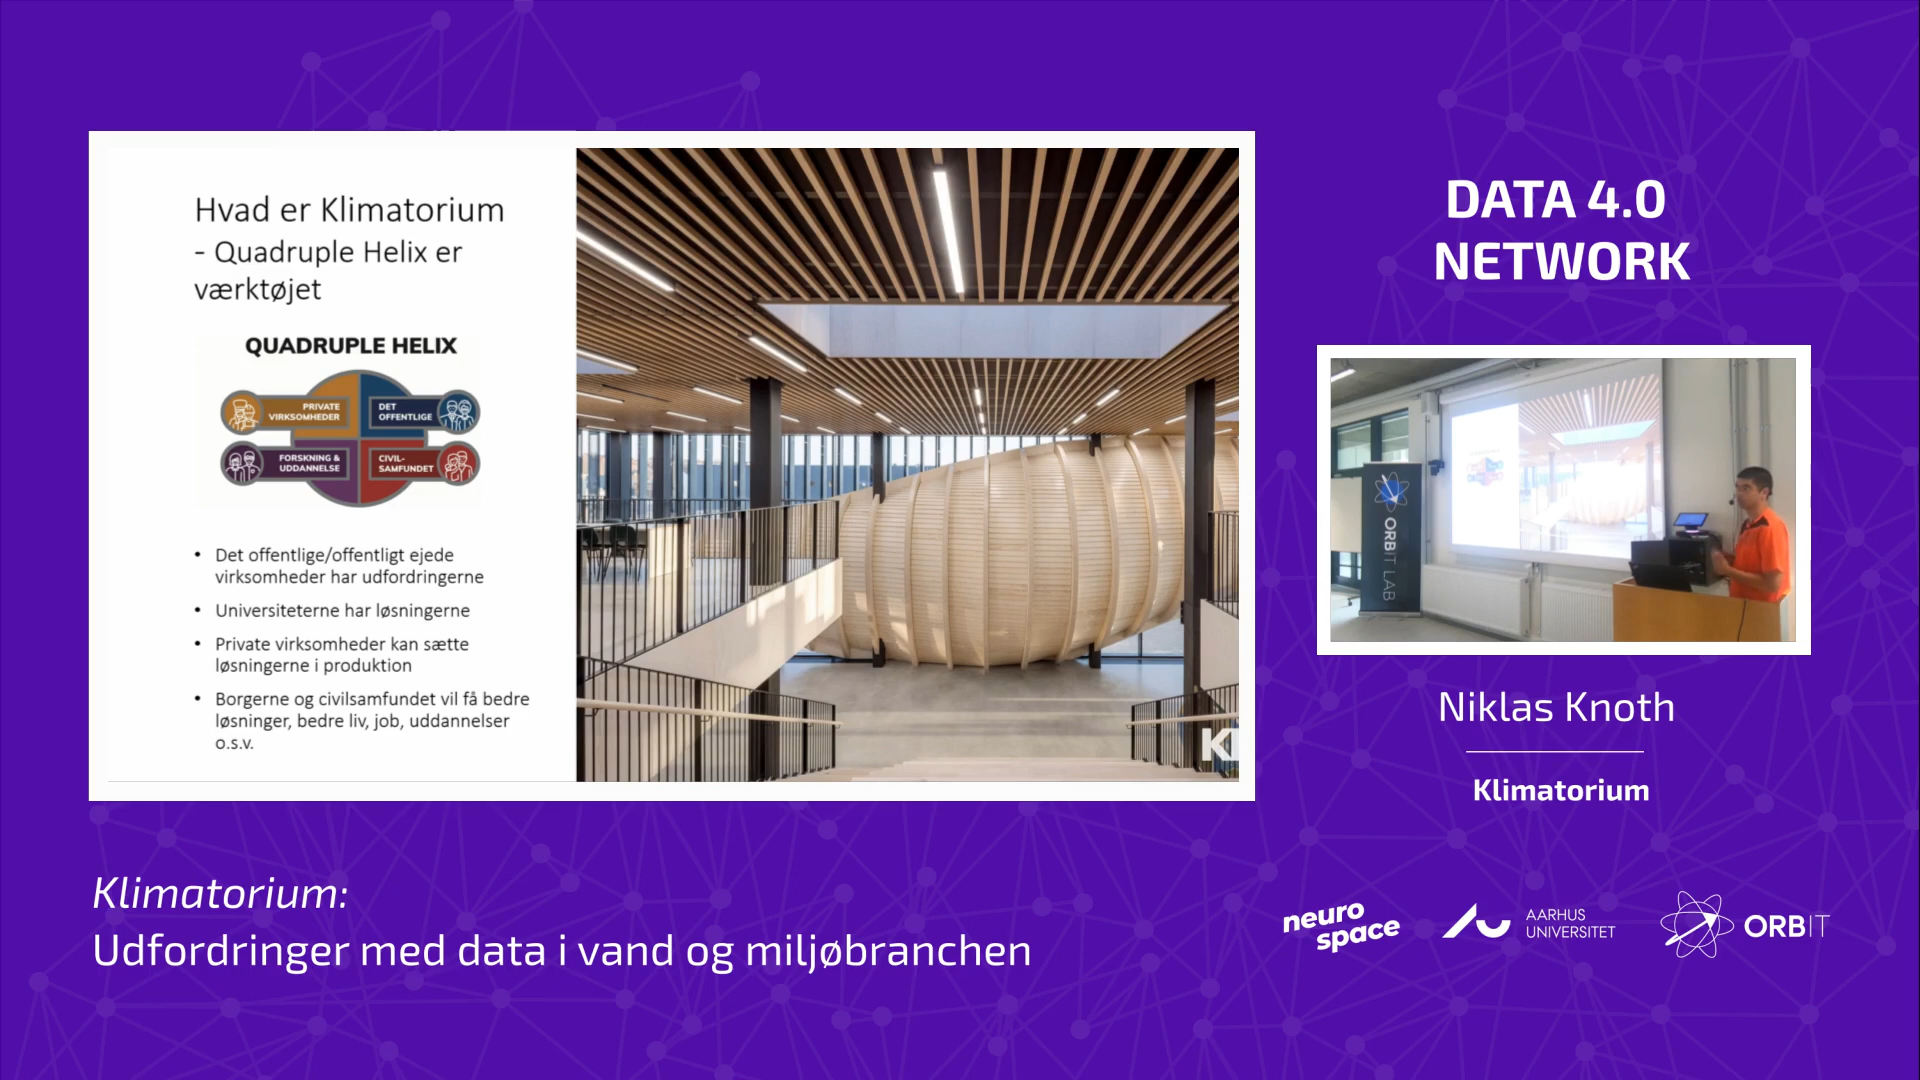 Hvad er Klimatorium
- Quadruple Helix er
værktøjet
QUADRUPLE HELIX
PRIVATE
VIRKSOMHEDER
DET
OFFENTLIGE
FORSKNING &
UDDANNELSE
CIVIL-
SAMFUNDET
• Det offentlige/offentligt ejede
virksomheder har udfordringerne
• Universiteterne har løsningerne
• Private virksomheder kan sætte
løsningerne i produktion
• Borgerne og civilsamfundet vil få bedre
løsninger, bedre liv, job, uddannelser
o.s.v.
DATA 4.0
NETWORK
ORBIT LAB
Niklas Knoth
Klimatorium
Klimatorium:
Udfordringer med data i vand og miljøbranchen
neuro
space
AARHUS
UNIVERSITET
ORBIT